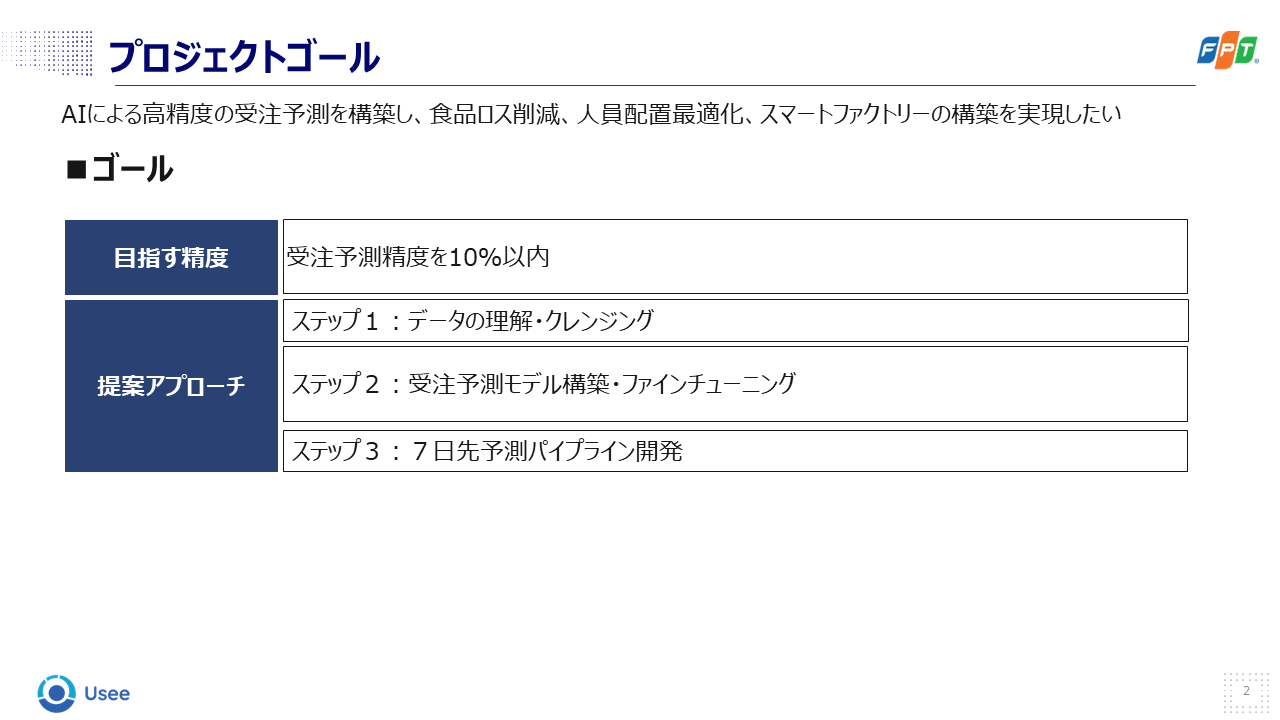 プロジェクトゴール
FPT
AIによる高精度の受注予測を構築し、食品ロス削減、人員配置最適化、スマートファクトリーの構築を実現したい
■ゴール
目指す精度
受注予測精度を10%以内
提案アプローチ
ステップ１：データの理解・クレンジング
ステップ２：受注予測モデル構築・ファインチューニング
ステップ３：７日先予測パイプライン開発
Usee
2